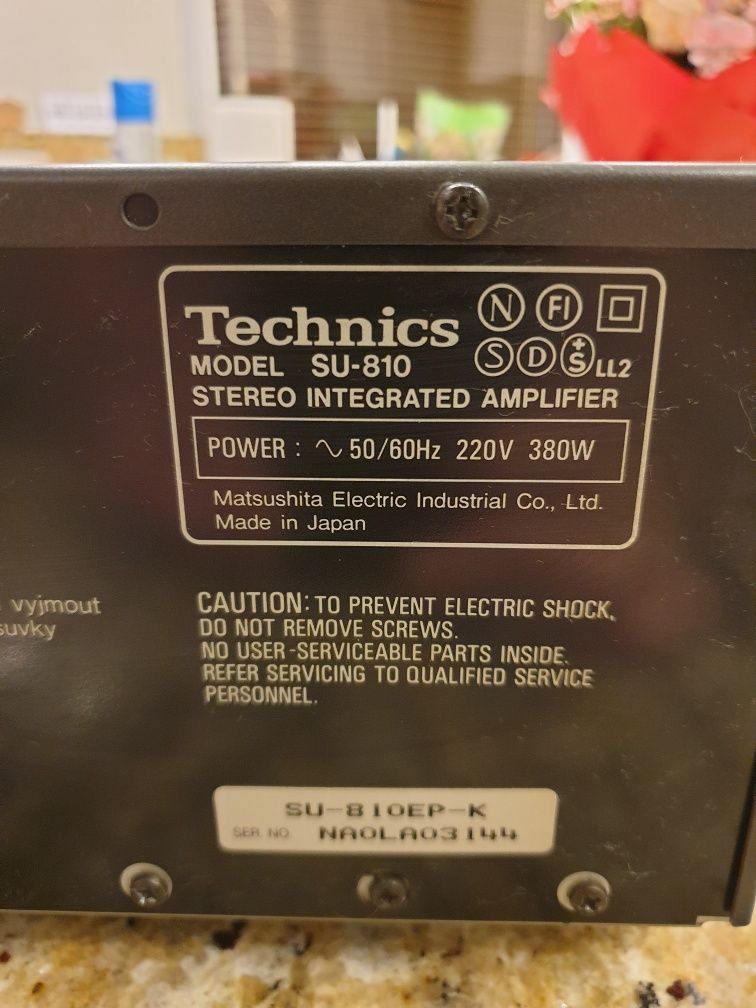 Technics
N FI
MODEL SU-810
S D +S LL2
STEREO INTEGRATED AMPLIFIER
POWER : ∿ 50/60Hz 220V 380W
Matsushita Electric Industrial Co., Ltd.
Made in Japan
vyjmout
CAUTION: TO PREVENT ELECTRIC SHOCK,
DO NOT REMOVE SCREWS.
NO USER-SERVICEABLE PARTS INSIDE.
REFER SERVICING TO QUALIFIED SERVICE
PERSONNEL.
SU-810EP-K
SER. NO. NA0LA03144